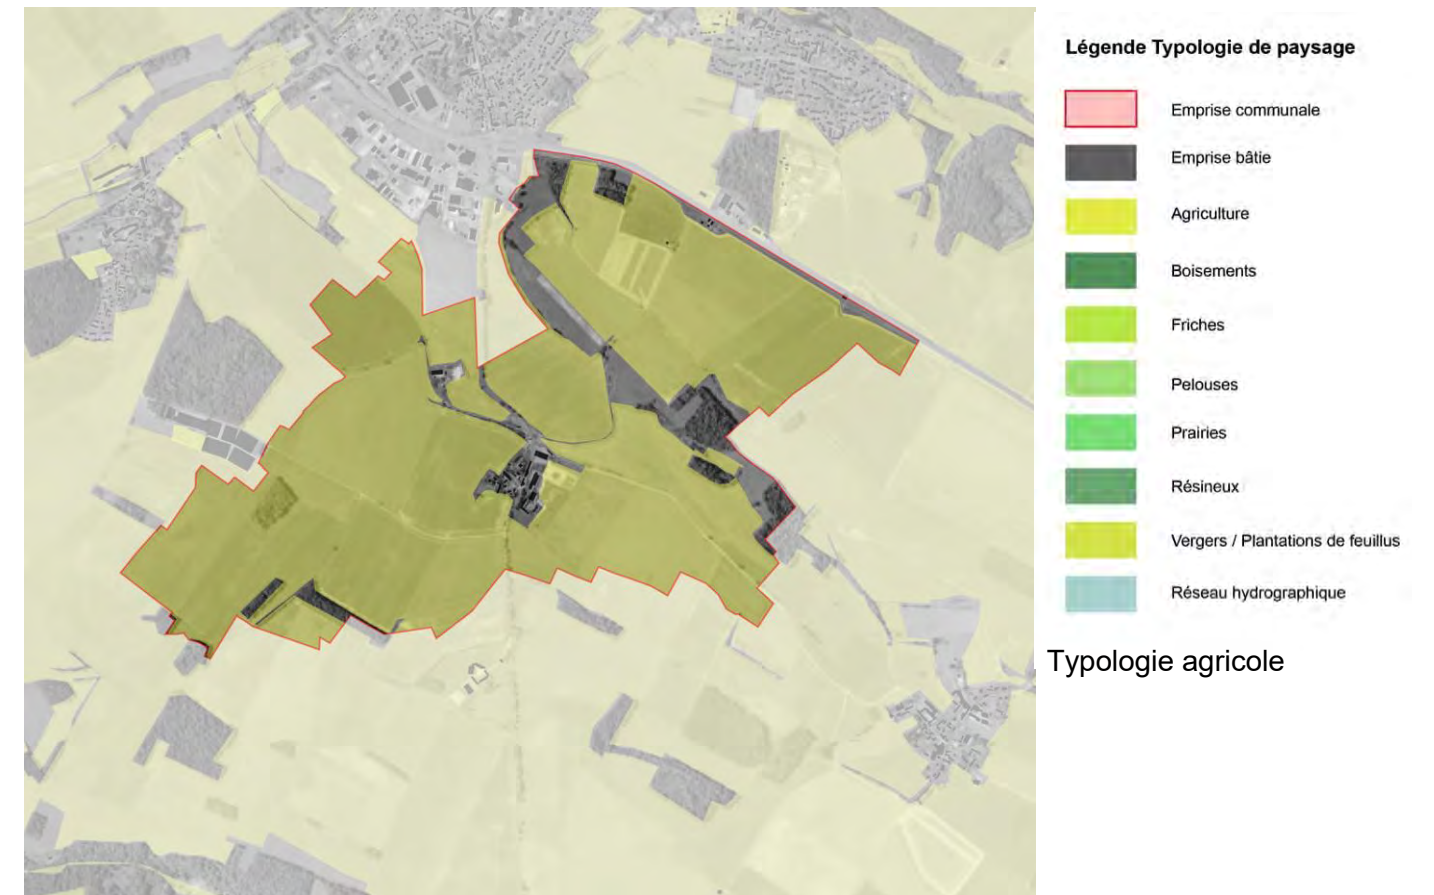 Légende Typologie de paysage
Emprise communale
Emprise bâtie
Agriculture
Boisements
Friches
Pelouses
Prairies
Résineux
Vergers / Plantations de feuillus
Réseau hydrographique
Typologie agricole